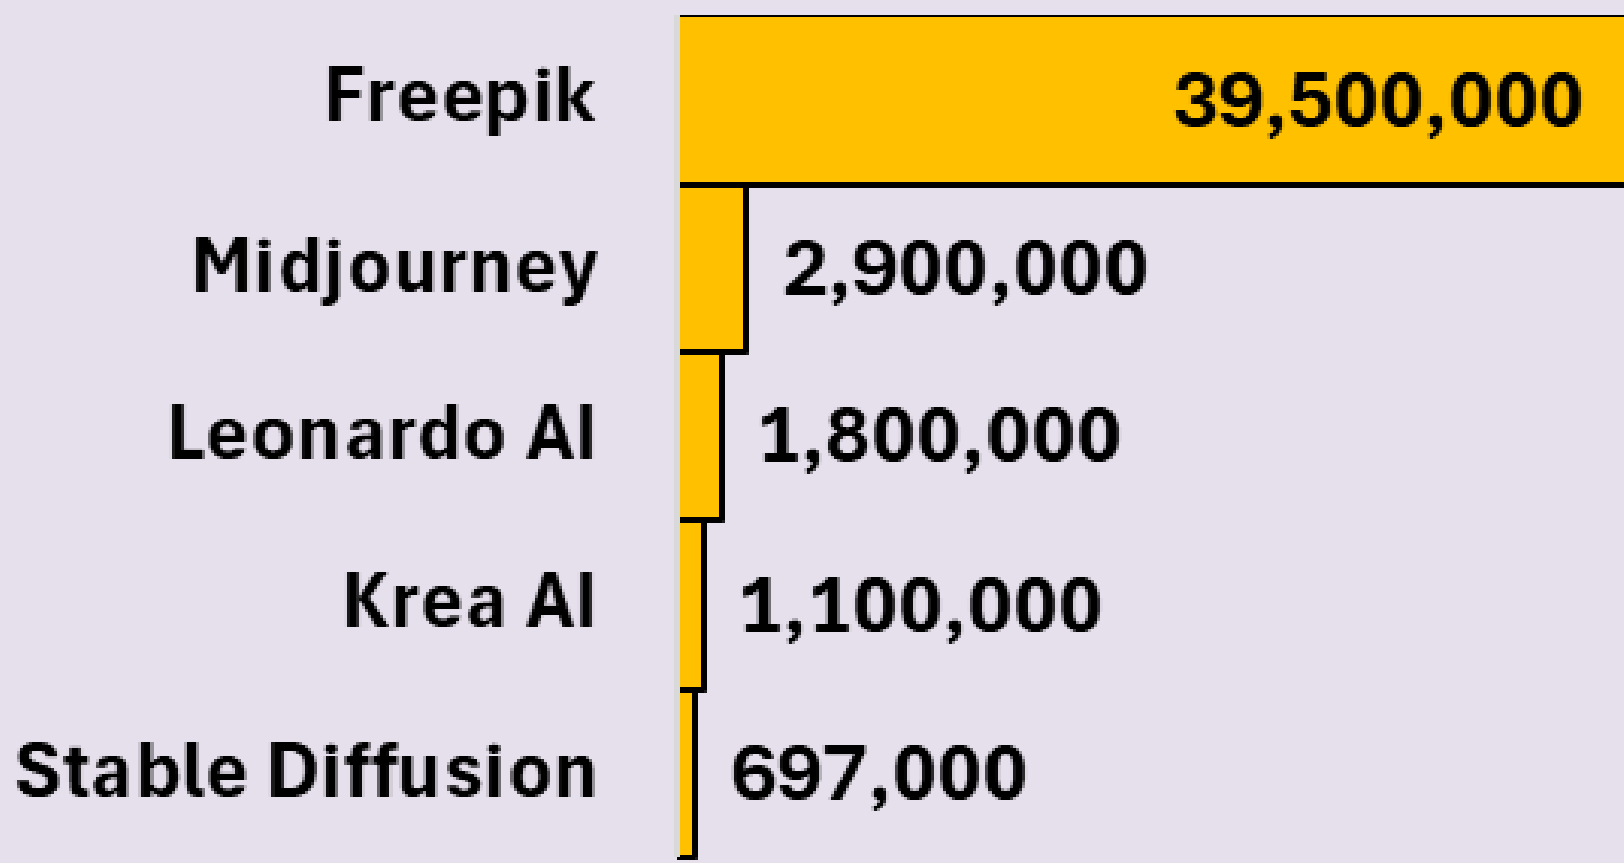 Freepik 39,500,000
Midjourney 2,900,000
Leonardo AI 1,800,000
Krea AI 1,100,000
Stable Diffusion 697,000